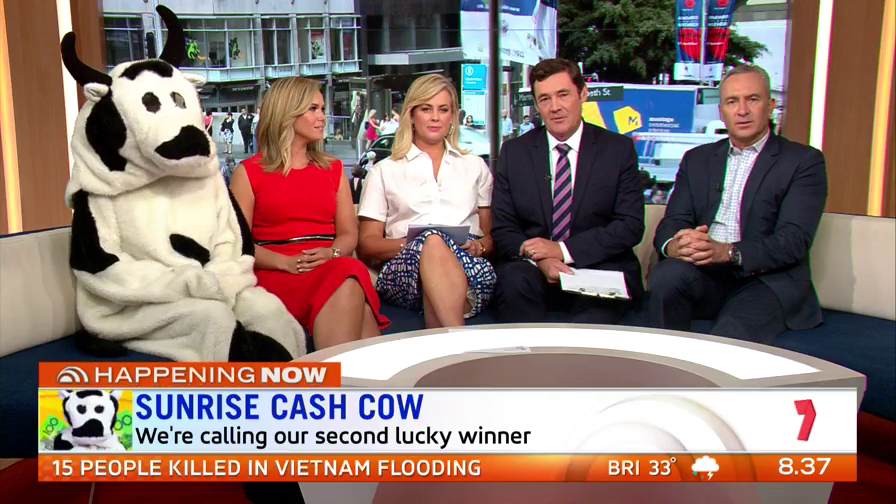 HAPPENING NOW
SUNRISE CASH COW
We're calling our second lucky winner
7
15 PEOPLE KILLED IN VIETNAM FLOODING
BRI 33°
8.37